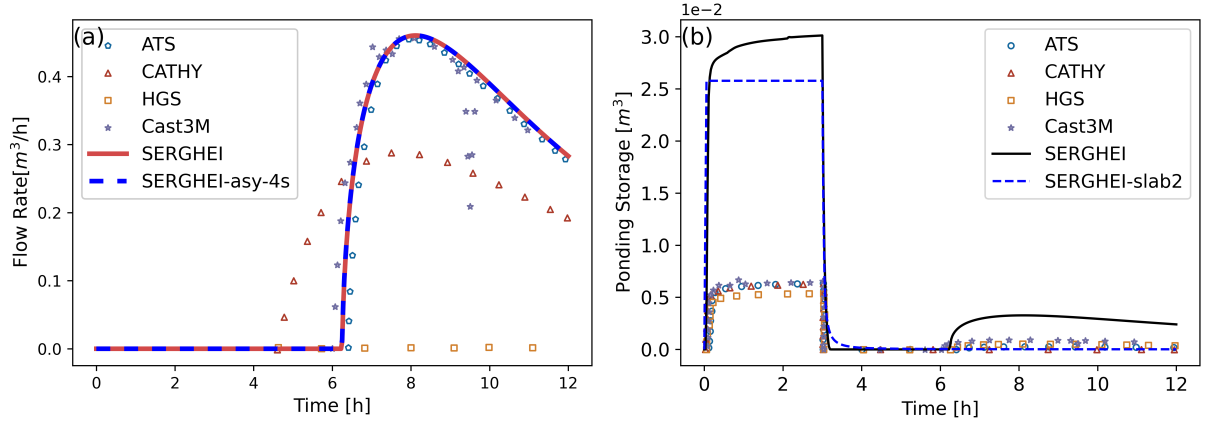 (a)
ATS
CATHY
HGS
Cast3M
SERGHEI
SERGHEI-asy-4s
Flow Rate[m³/h]
0.4
0.3
0.2
0.1
0.0
0 2 4 6 8 10 12
Time [h]
1e−2
(b)
ATS
CATHY
HGS
Cast3M
SERGHEI
SERGHEI-slab2
Ponding Storage [m³]
3.0
2.5
2.0
1.5
1.0
0.5
0.0
0 2 4 6 8 10 12
Time [h]